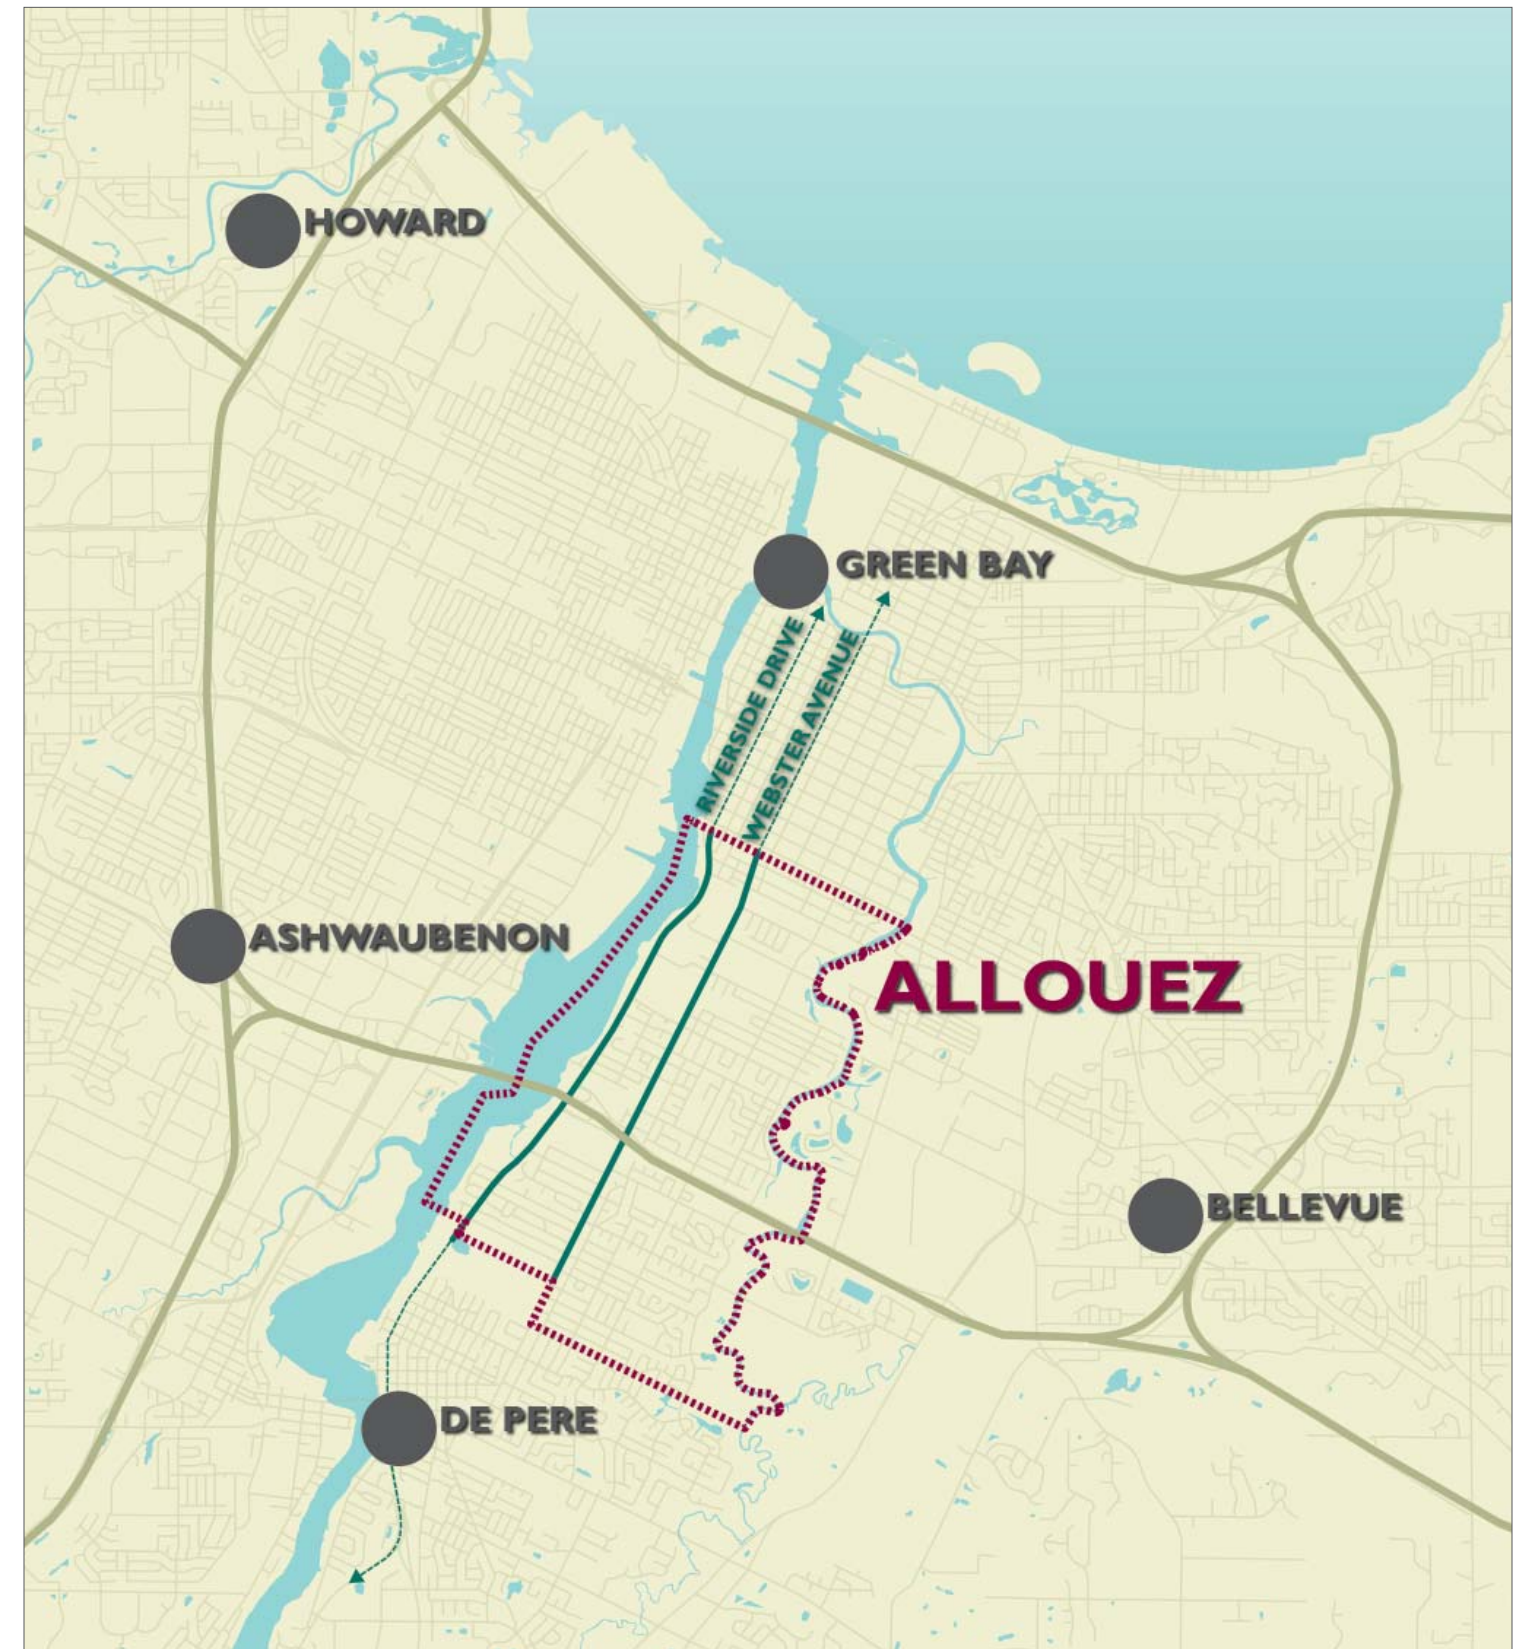 HOWARD
GREEN BAY
RIVERSIDE DRIVE
WEBSTER AVENUE
ASHWAUBENON
ALLOUEZ
BELLEVUE
DE PERE